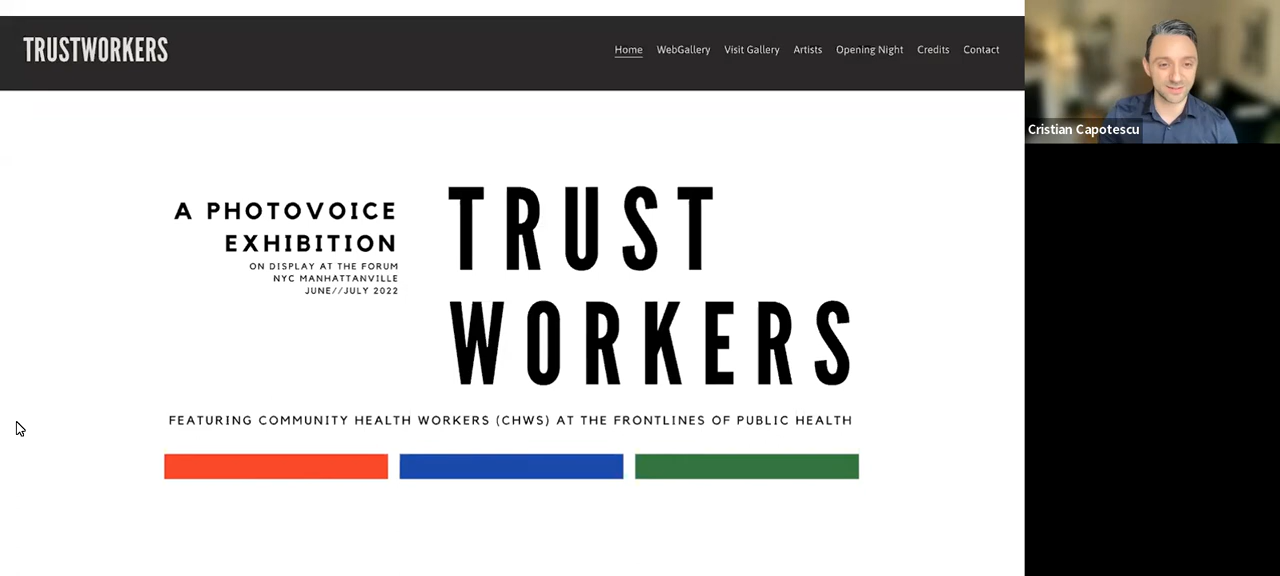 TRUSTWORKERS
Home WebGallery Visit Gallery Artists Opening Night Credits Contact
Cristian Capotescu
A PHOTOVOICE
EXHIBITION
ON DISPLAY AT THE FORUM
NYC MANHATTANVILLE
JUNE//JULY 2022
TRUST
WORKERS
FEATURING COMMUNITY HEALTH WORKERS (CHWS) AT THE FRONTLINES OF PUBLIC HEALTH